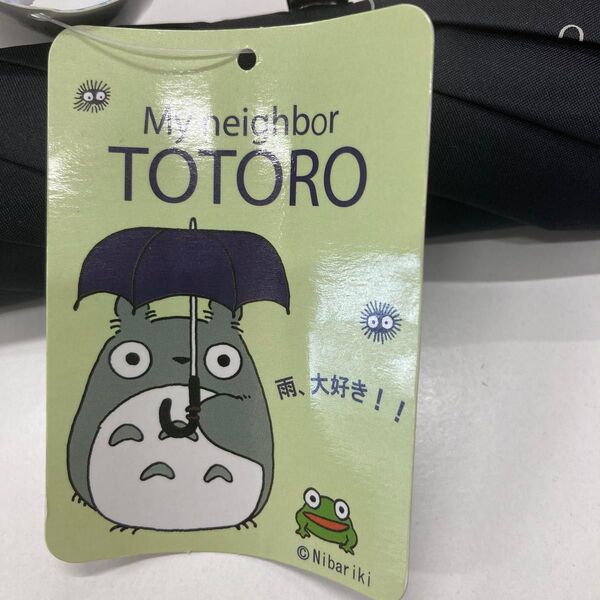 My neighbor
TOTORO
雨、大好き!!
©Nibariki